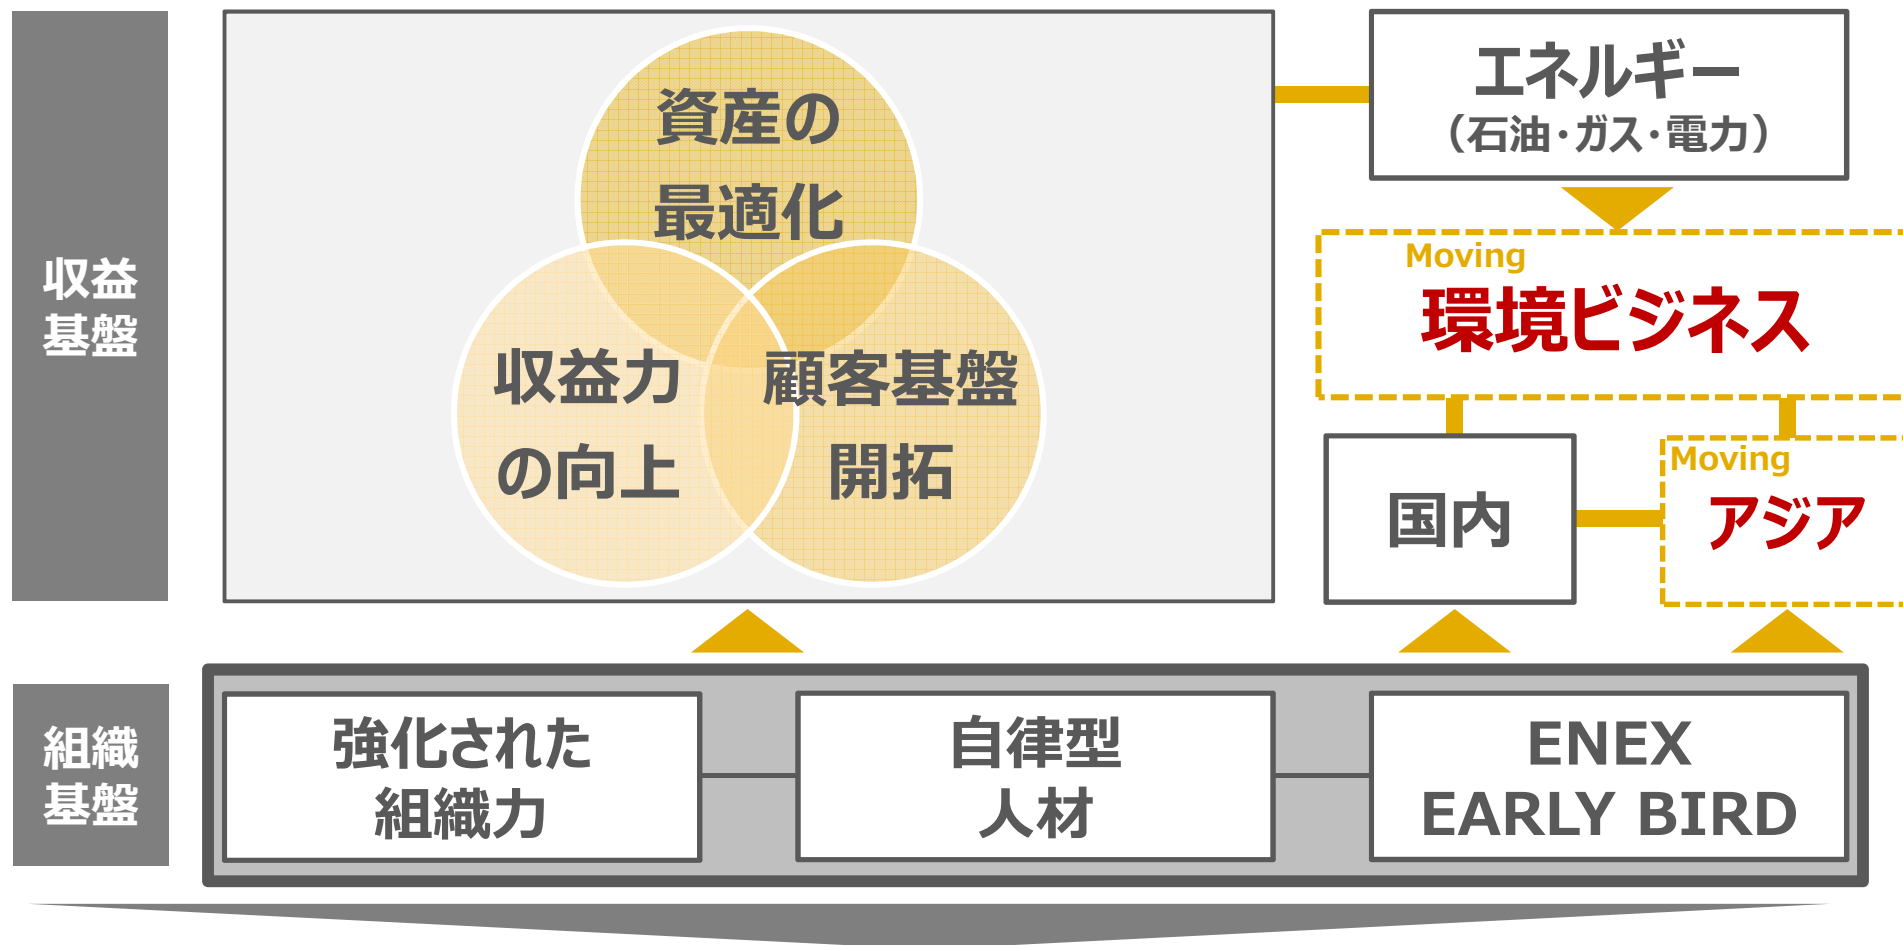 収益
基盤
資産の
最適化
収益力
の向上
顧客基盤
開拓
エネルギー
（石油・ガス・電力）
Moving
環境ビジネス
国内
Moving
アジア
組織
基盤
強化された
組織力
自律型
人材
ENEX
EARLY BIRD